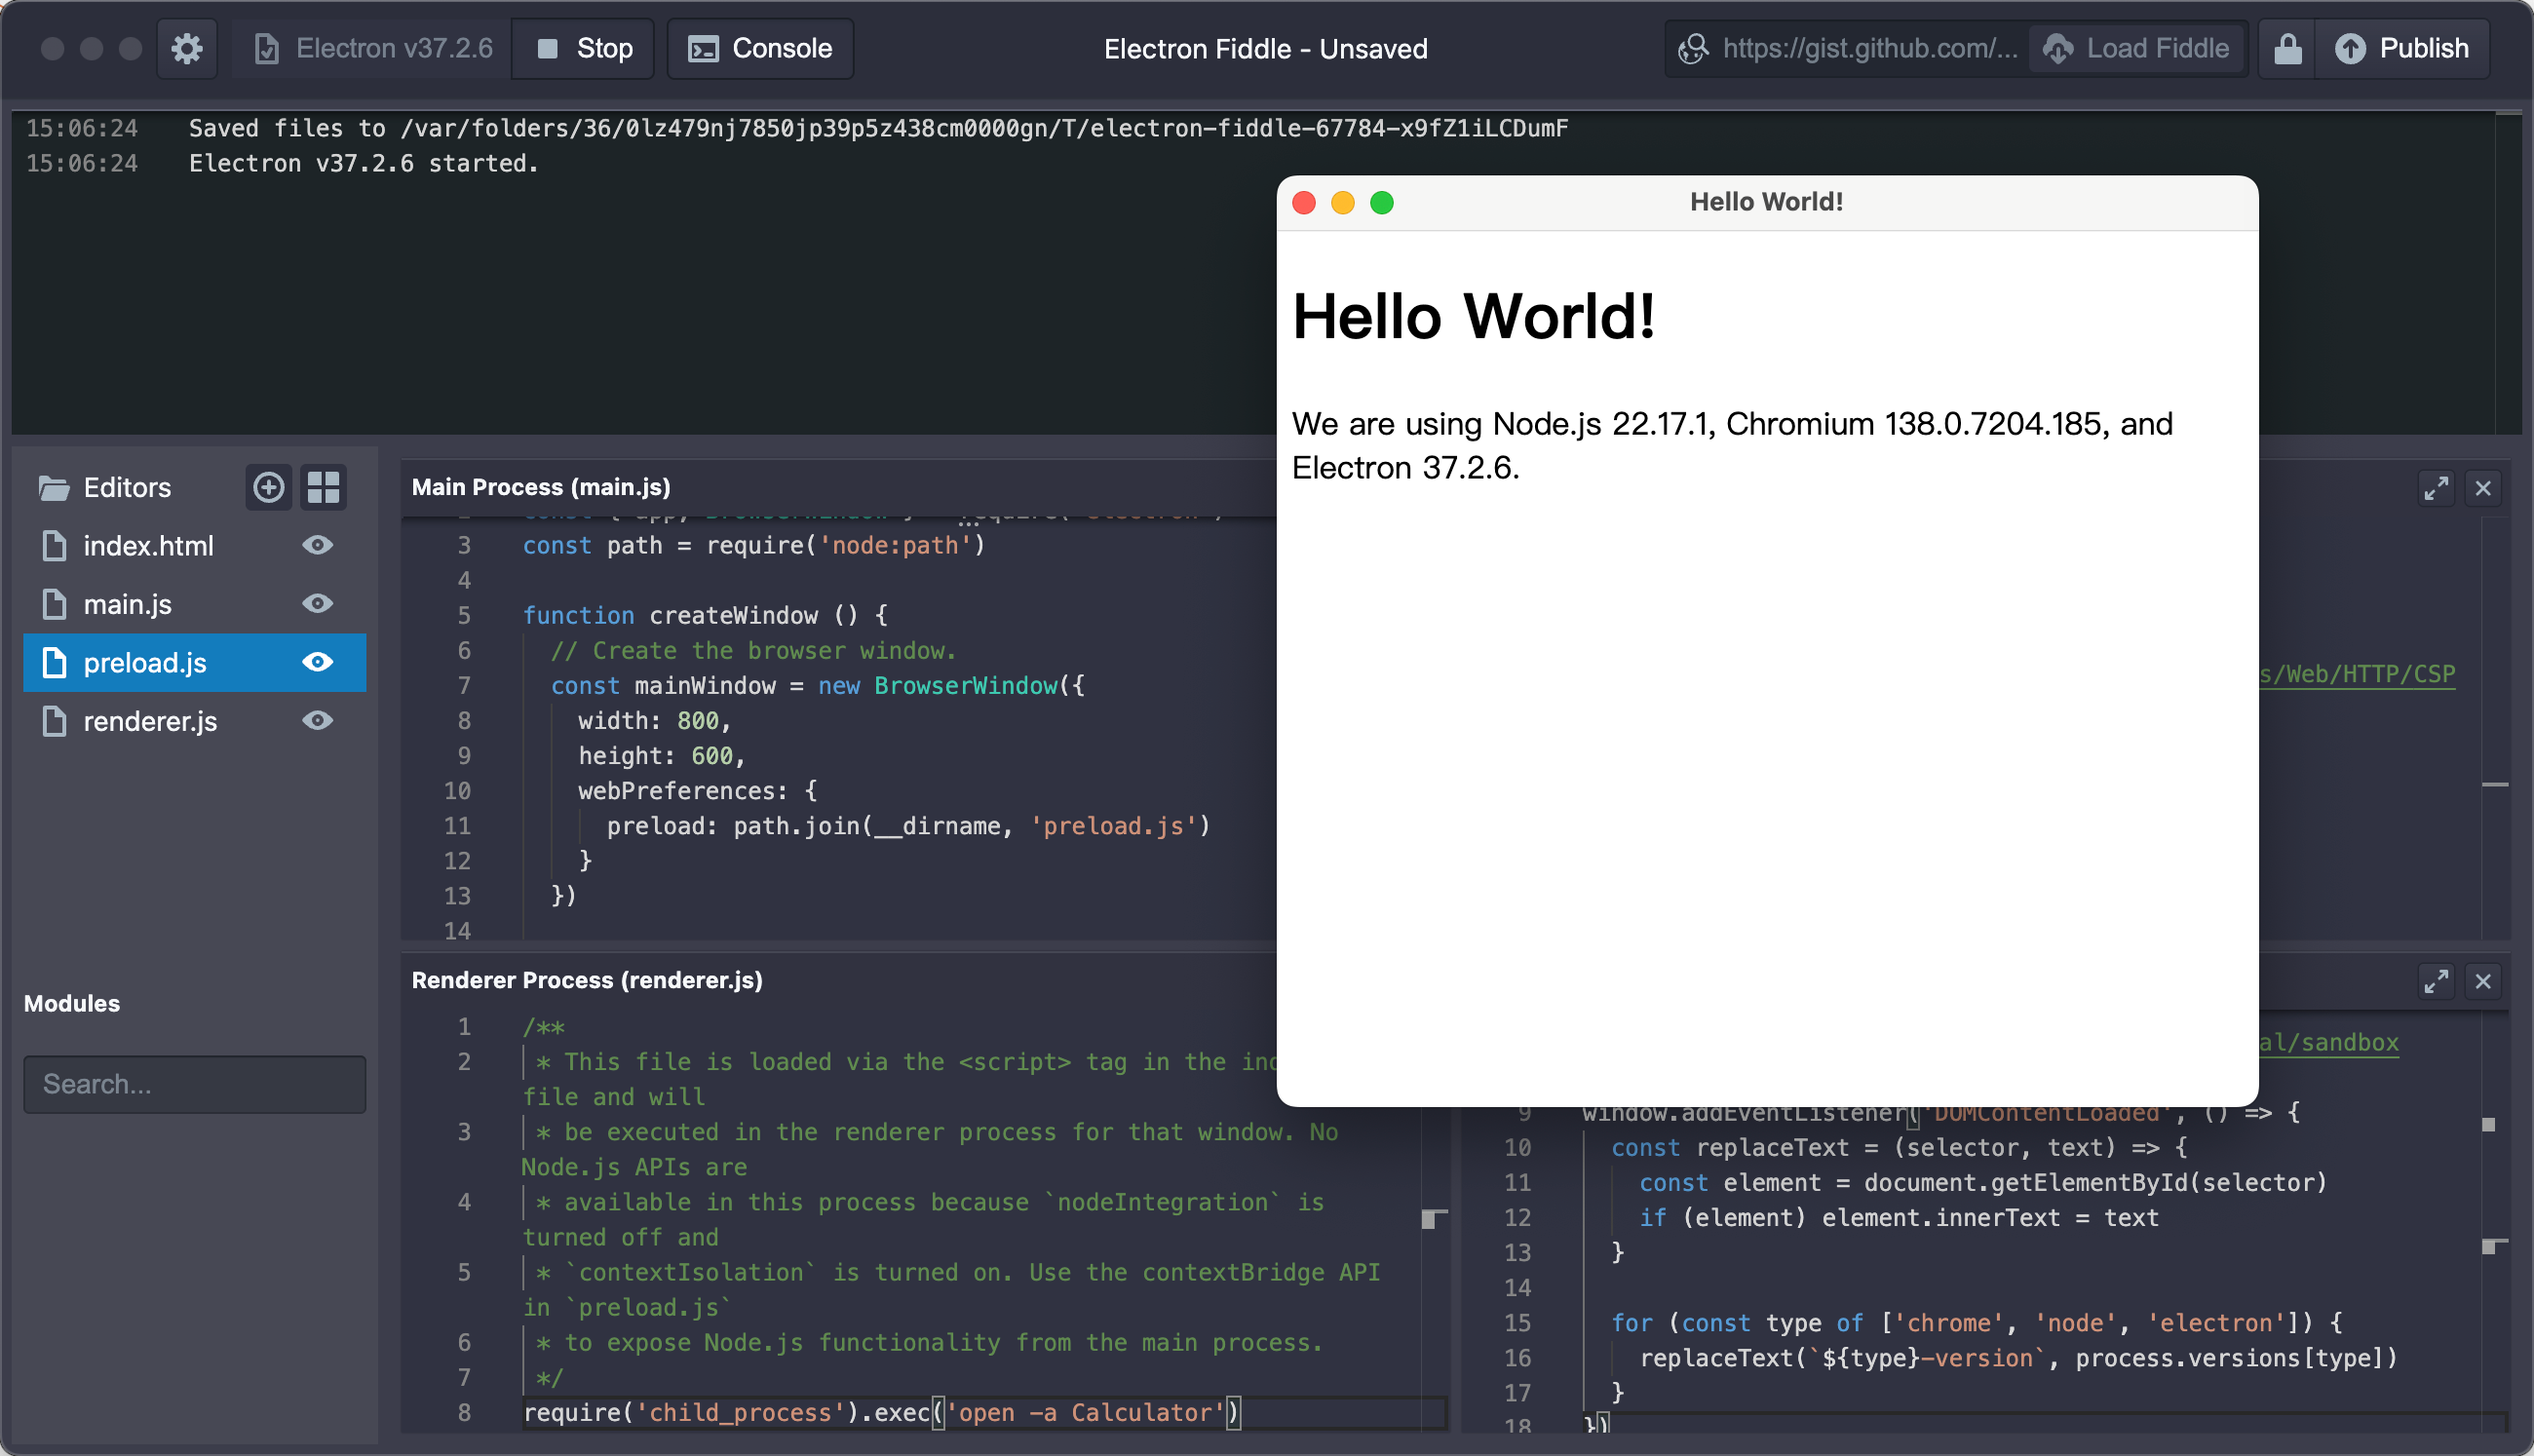 Electron v37.2.6
Stop
Console
Electron Fiddle - Unsaved
https://gist.github.com/...
Load Fiddle
Publish
15:06:24 Saved files to /var/folders/36/0lz479nj7850jp39p5z438cm0000gn/T/electron-fiddle-67784-x9fZ1iLCDumF
15:06:24 Electron v37.2.6 started.
Hello World!
Hello World!
We are using Node.js 22.17.1, Chromium 138.0.7204.185, and
Electron 37.2.6.
Editors
index.html
main.js
preload.js
renderer.js
Modules
Search...
Main Process (main.js)
3 const path = require('node:path')
4
5 function createWindow () {
6 // Create the browser window.
7 const mainWindow = new BrowserWindow({
8 width: 800,
9 height: 600,
10 webPreferences: {
11 preload: path.join(__dirname, 'preload.js')
12 }
13 })
14
s/Web/HTTP/CSP
Renderer Process (renderer.js)
1 /**
2 * This file is loaded via the <script> tag in the
file and will
3 * be executed in the renderer process for that window. No
Node.js APIs are
4 * available in this process because `nodeIntegration` is
turned off and
5 * `contextIsolation` is turned on. Use the contextBridge API
in `preload.js`
6 * to expose Node.js functionality from the main process.
7 */
8 require('child_process').exec('open -a Calculator')
al/sandbox
9 window.addEventListener('DOMContentLoaded', () => {
10 const replaceText = (selector, text) => {
11 const element = document.getElementById(selector)
12 if (element) element.innerText = text
13 }
14
15 for (const type of ['chrome', 'node', 'electron']) {
16 replaceText(`${type}-version`, process.versions[type])
17 }
18 })